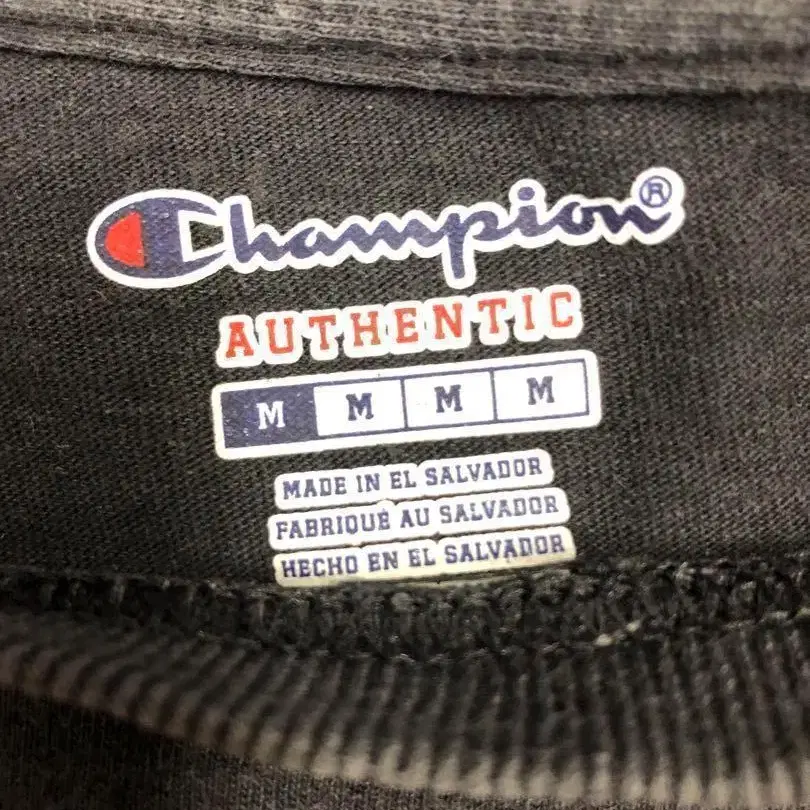 Champion®
AUTHENTIC
M M M M
MADE IN EL SALVADOR
FABRIQUÉ AU SALVADOR
HECHO EN EL SALVADOR